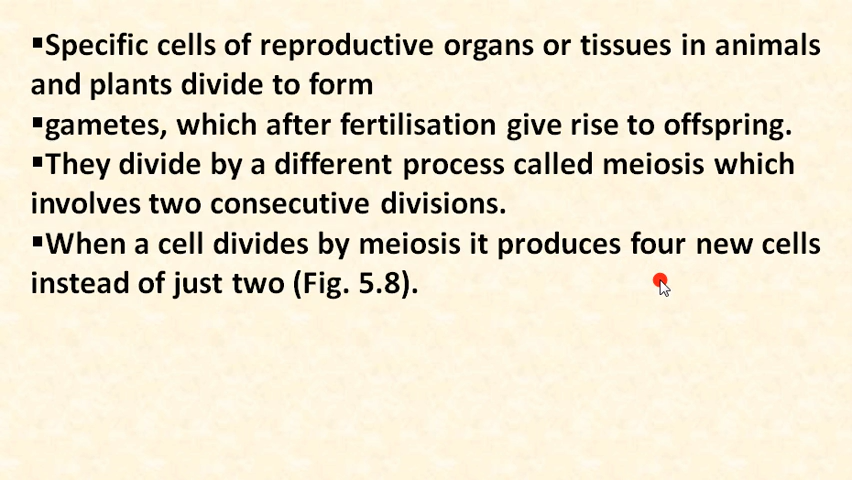 ▪Specific cells of reproductive organs or tissues in animals
and plants divide to form
▪gametes, which after fertilisation give rise to offspring.
▪They divide by a different process called meiosis which
involves two consecutive divisions.
▪When a cell divides by meiosis it produces four new cells
instead of just two (Fig. 5.8).